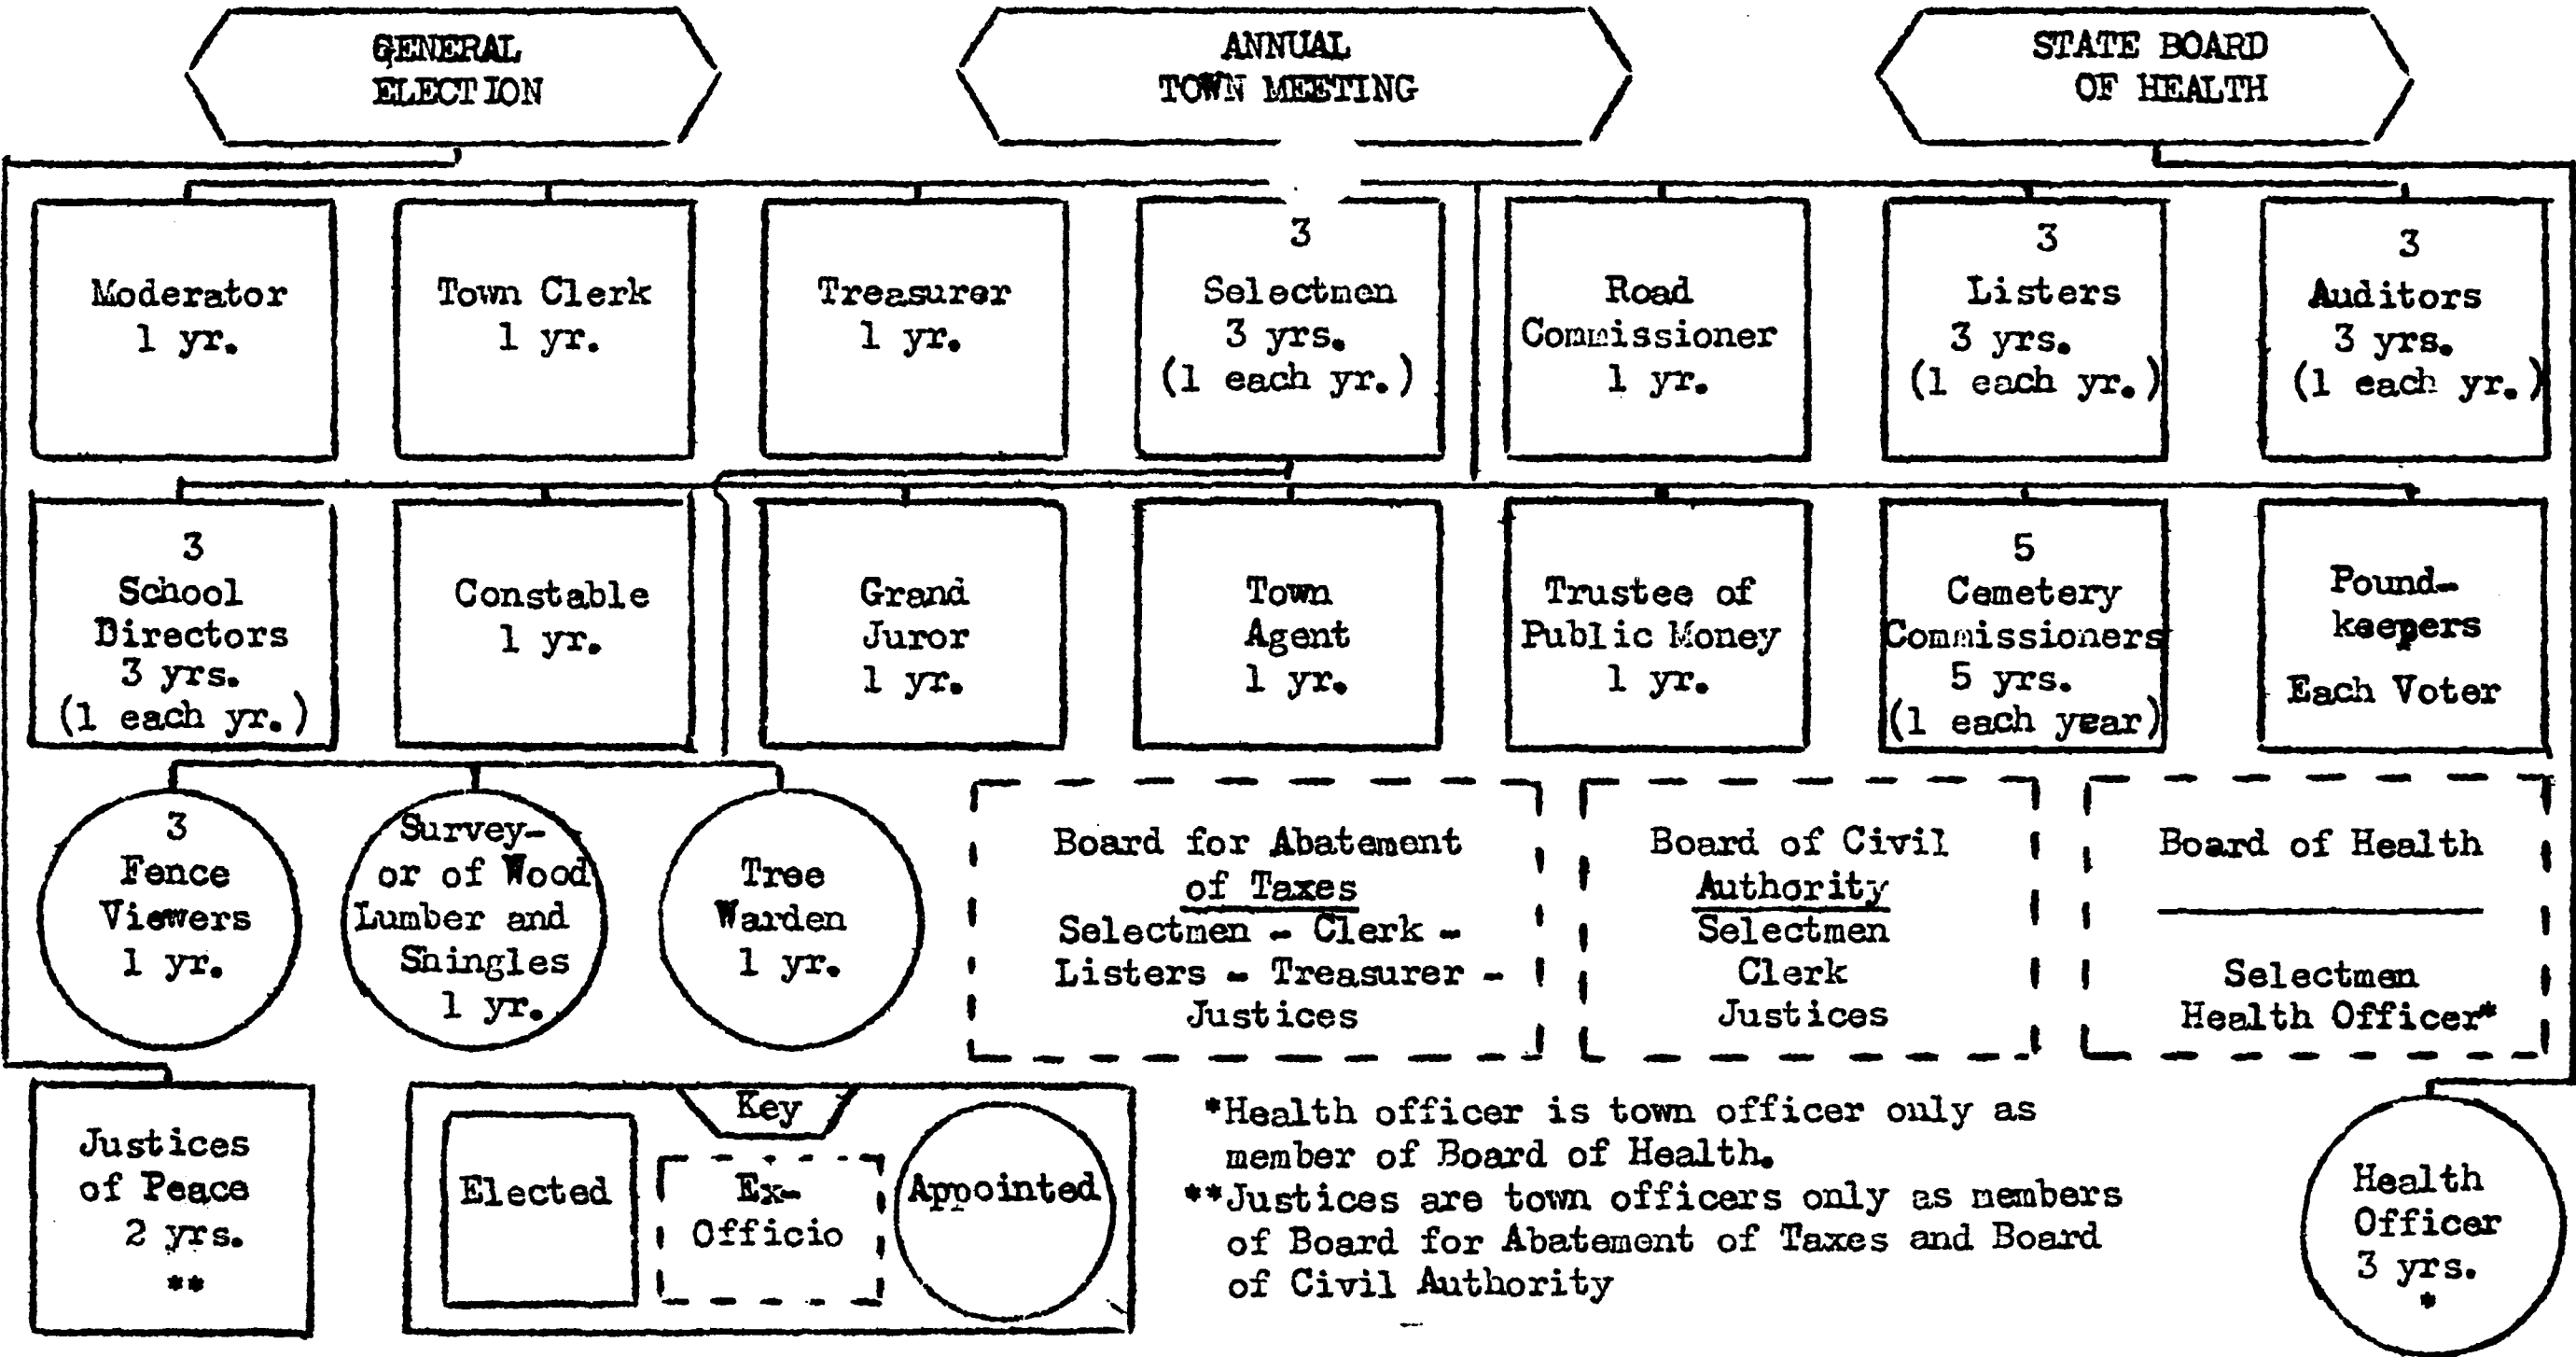 GENERAL
ELECTION
ANNUAL
TOWN MEETING
STATE BOARD
OF HEALTH
Moderator
1 yr.
Town Clerk
1 yr.
Treasurer
1 yr.
3
Selectmen
3 yrs.
(1 each yr.)
Road
Commissioner
1 yr.
3
Listers
3 yrs.
(1 each yr.)
3
Auditors
3 yrs.
(1 each yr.)
3
School
Directors
3 yrs.
(1 each yr.)
Constable
1 yr.
Grand
Juror
1 yr.
Town
Agent
1 yr.
Trustee of
Public Money
1 yr.
5
Cemetery
Commissioners
5 yrs.
(1 each year)
Pound-
keepers
Each Voter
3
Fence
Viewers
1 yr.
Survey-
or of Wood
Lumber and
Shingles
1 yr.
Tree
Warden
1 yr.
Board for Abatement
of Taxes
Selectmen - Clerk -
Listers - Treasurer -
Justices
Board of Civil
Authority
Selectmen
Clerk
Justices
Board of Health
Selectmen
Health Officer*
Justices
of Peace
2 yrs.
**
Key
Elected
Ex-
Officio
Appointed
*Health officer is town officer only as
member of Board of Health.
**Justices are town officers only as members
of Board for Abatement of Taxes and Board
of Civil Authority
Health
Officer
3 yrs.
*